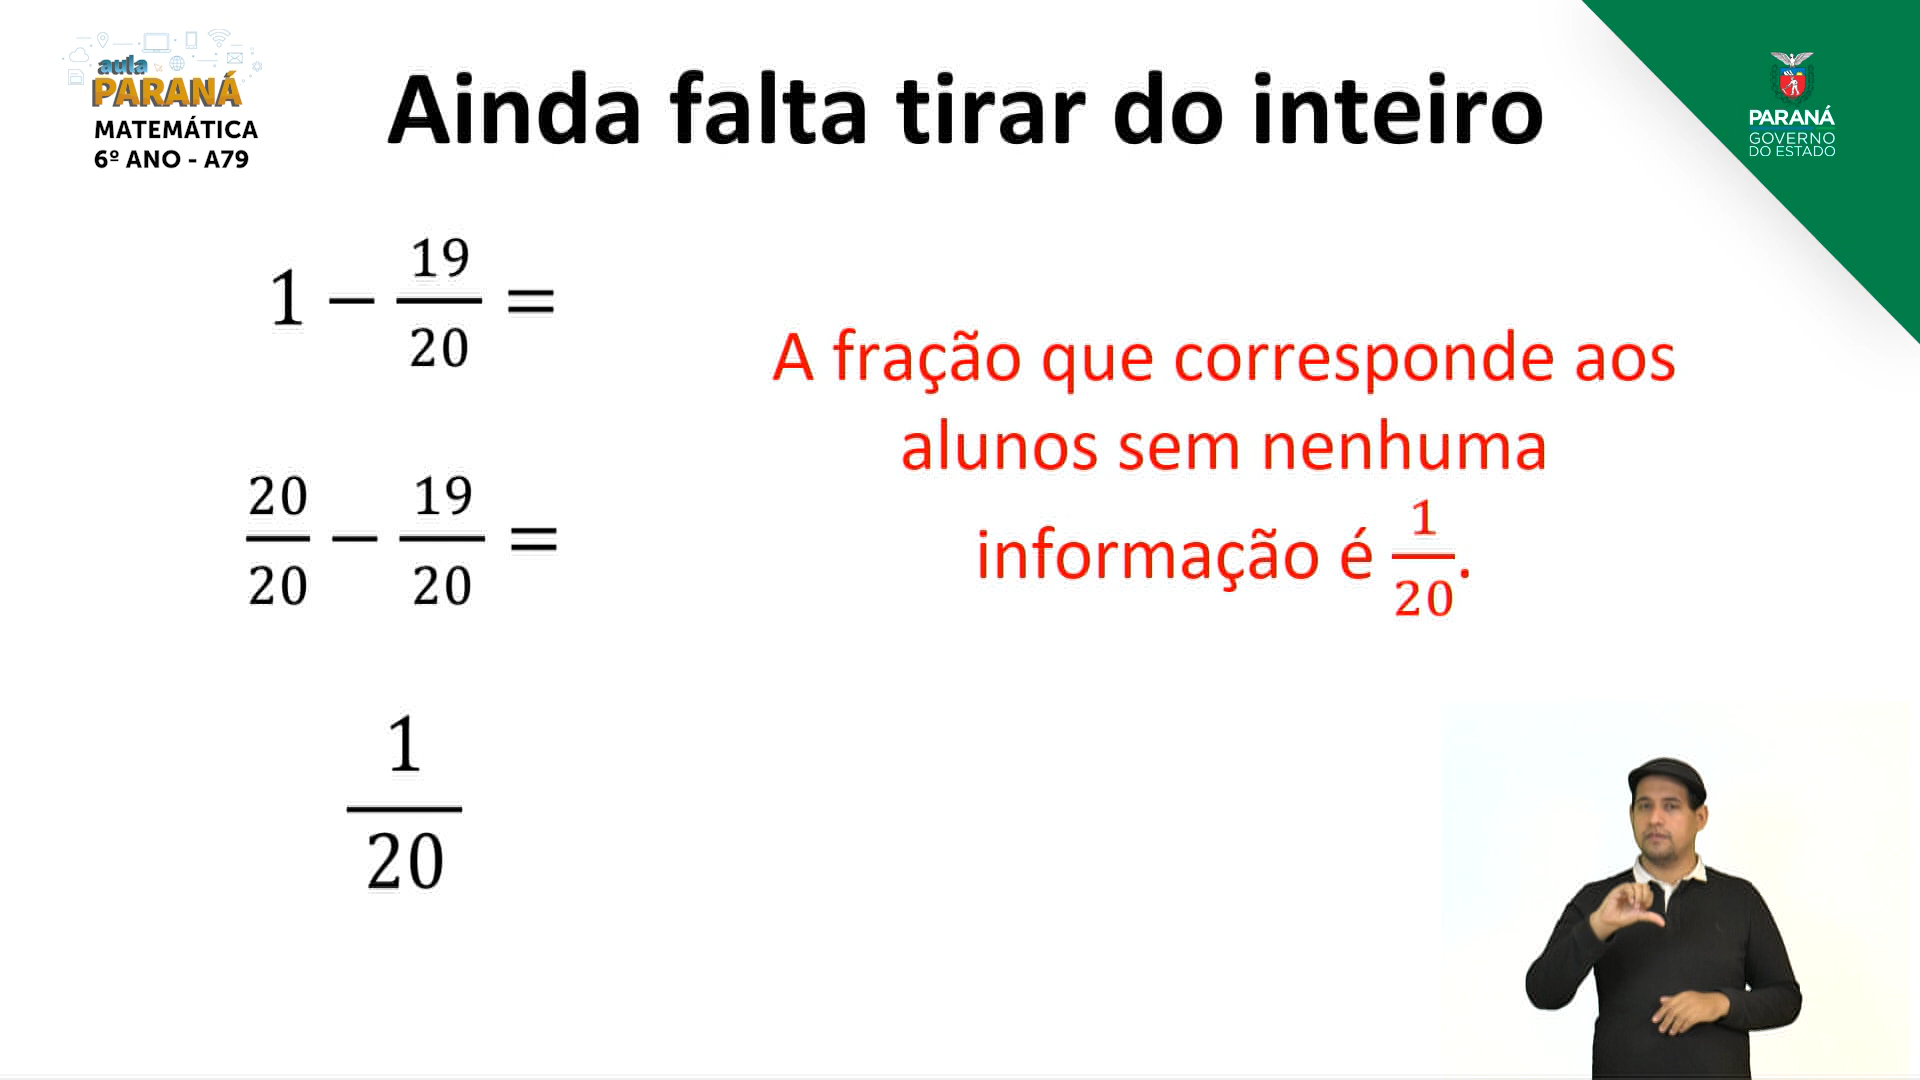 aula
PARANÁ
MATEMÁTICA
6º ANO - A79
Ainda falta tirar do inteiro
PARANÁ
GOVERNO
DO ESTADO
1 − 19/20 =
20/20 − 19/20 =
1/20
A fração que corresponde aos
alunos sem nenhuma
informação é 1/20.